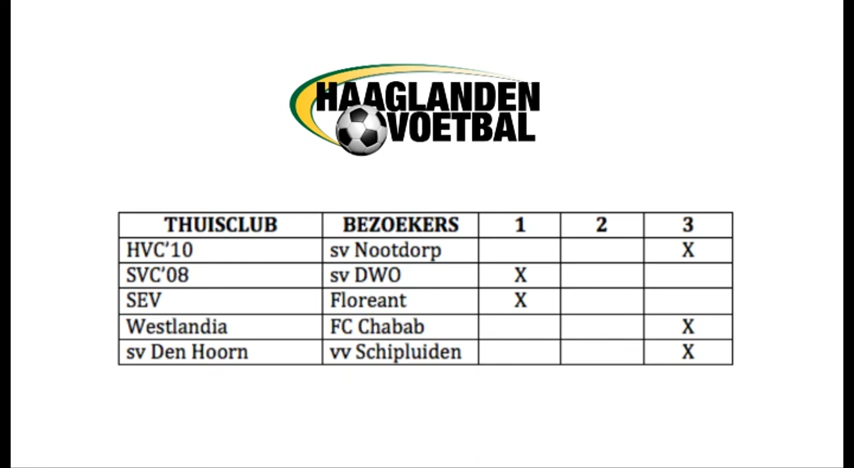 HAAGLANDEN
VOETBAL
THUISCLUB BEZOEKERS 1 2 3
HVC'10 sv Nootdorp X
SVC'08 sv DWO X
SEV Floreant X
Westlandia FC Chabab X
sv Den Hoorn vv Schipluiden X